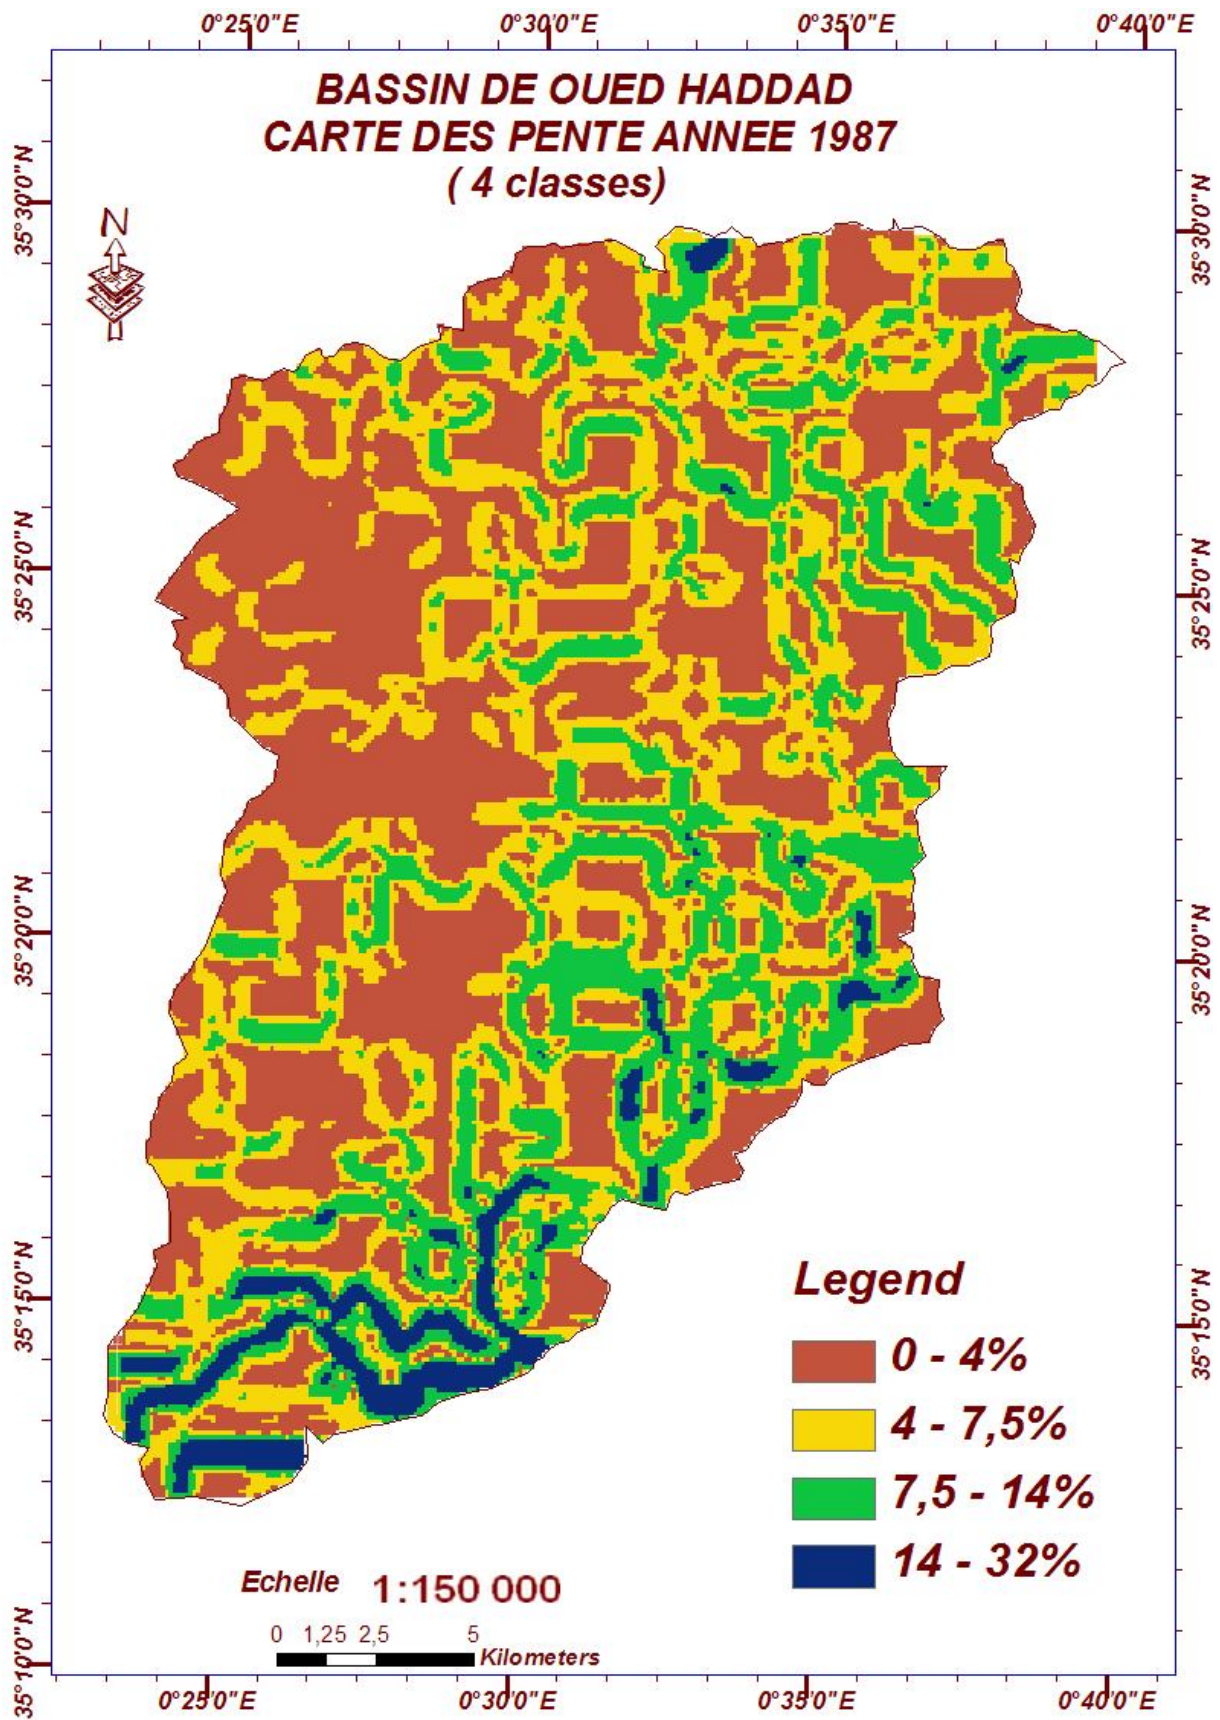 0°25'0"E 0°30'0"E 0°35'0"E 0°40'0"E
BASSIN DE OUED HADDAD
CARTE DES PENTE ANNEE 1987
( 4 classes)
N
35°30'0"N
35°25'0"N
35°20'0"N
35°15'0"N
35°10'0"N
35°30'0"N
35°25'0"N
35°20'0"N
35°15'0"N
Legend
0 - 4%
4 - 7,5%
7,5 - 14%
14 - 32%
Echelle 1:150 000
0 1,25 2,5 5
Kilometers
0°25'0"E 0°30'0"E 0°35'0"E 0°40'0"E